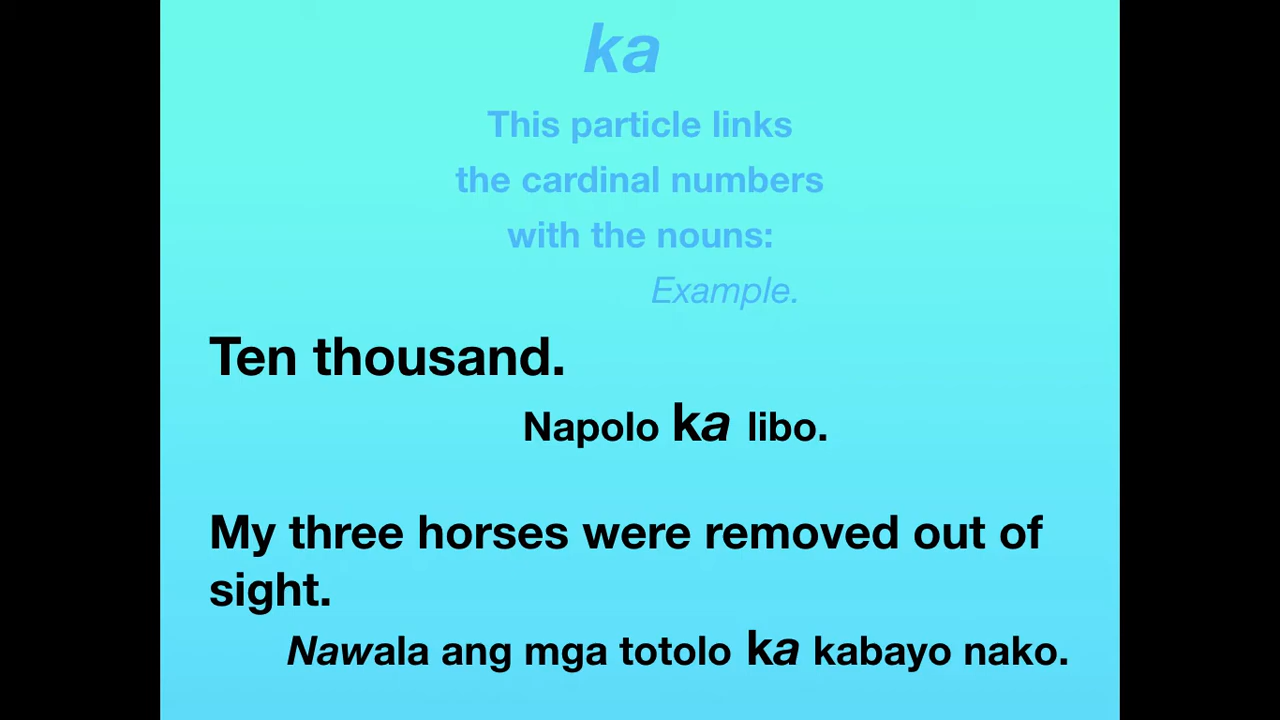 ka
This particle links
the cardinal numbers
with the nouns:
Example.
Ten thousand.
Napolo ka libo.
My three horses were removed out of
sight.
Nawala ang mga totolo ka kabayo nako.